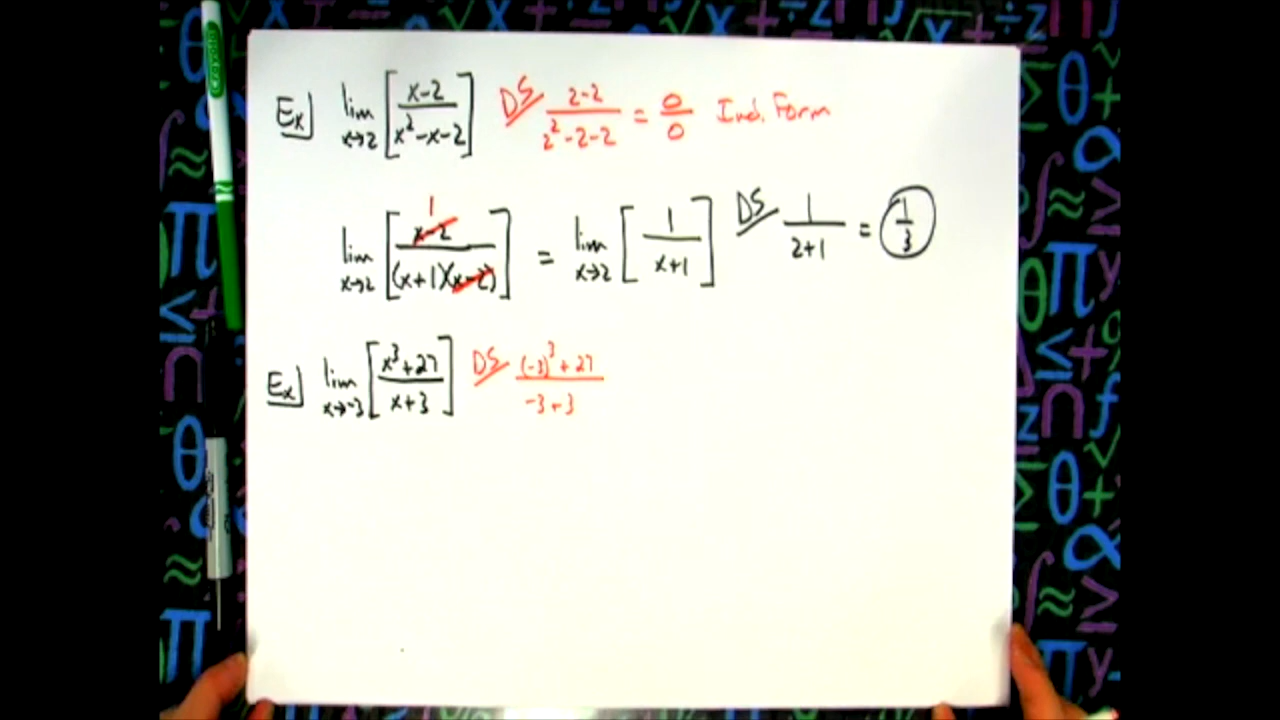 Ex] lim x→2 [x-2 / x²-x-2] DS 2-2 / 2²-2-2 = 0/0 Ind. Form
lim x→2 [x-2 / (x+1)(x-2)] 1 = lim x→2 [1 / x+1] DS 1 / 2+1 = 1/3
Ex] lim x→-3 [x³+27 / x+3] DS (-3)³+27 / -3+3
Crayola